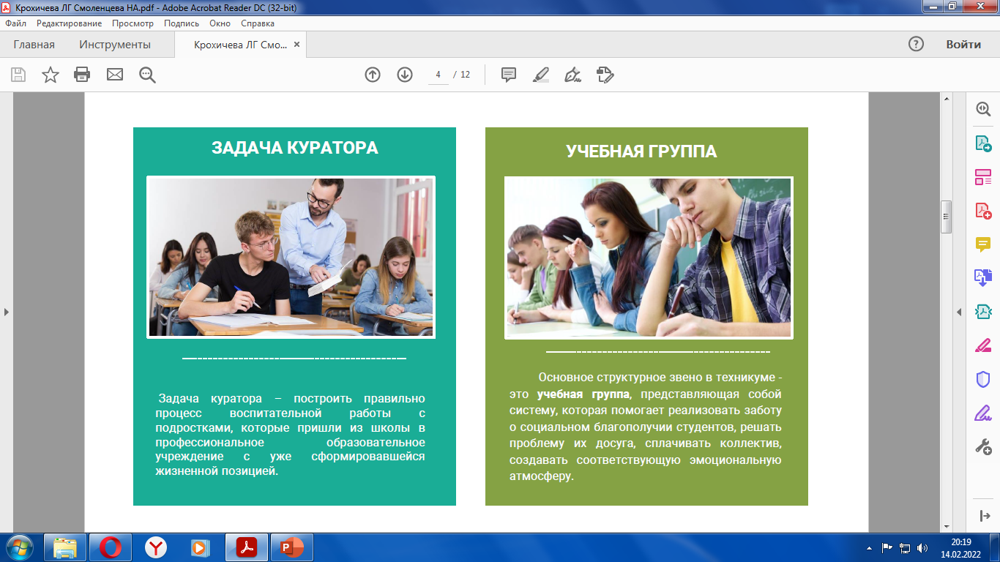 Крохичева ЛГ Смоленцева НА.pdf - Adobe Acrobat Reader DC (32-bit)
Файл Редактирование Просмотр Подпись Окно Справка
Главная Инструменты Крохичева ЛГ Смо... Войти
4 / 12
ЗАДАЧА КУРАТОРА
Задача куратора – построить правильно
процесс воспитательной работы с
подростками, которые пришли из школы в
профессиональное образовательное
учреждение с уже сформировавшейся
жизненной позицией.
УЧЕБНАЯ ГРУППА
Основное структурное звено в техникуме -
это учебная группа, представляющая собой
систему, которая помогает реализовать заботу
о социальном благополучии студентов, решать
проблему их досуга, сплачивать коллектив,
создавать соответствующую эмоциональную
атмосферу.
20:19
14.02.2022